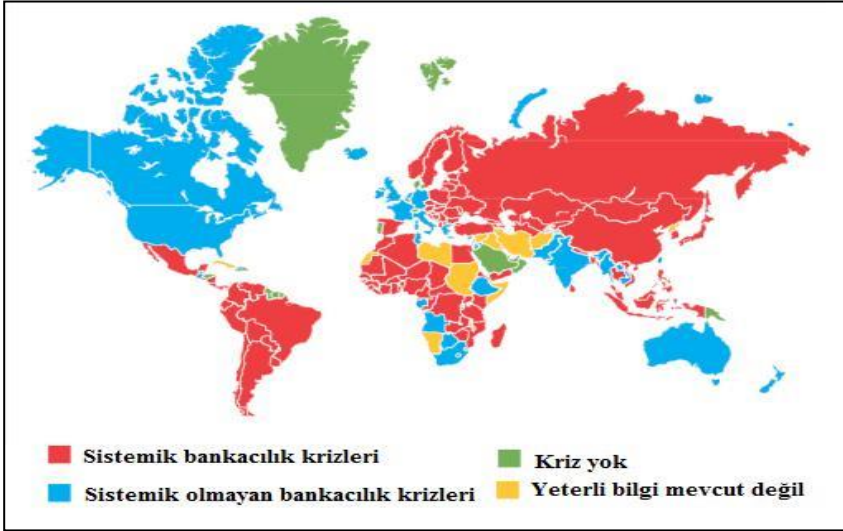 Sistemik bankacılık krizleri
Kriz yok
Sistemik olmayan bankacılık krizleri
Yeterli bilgi mevcut değil